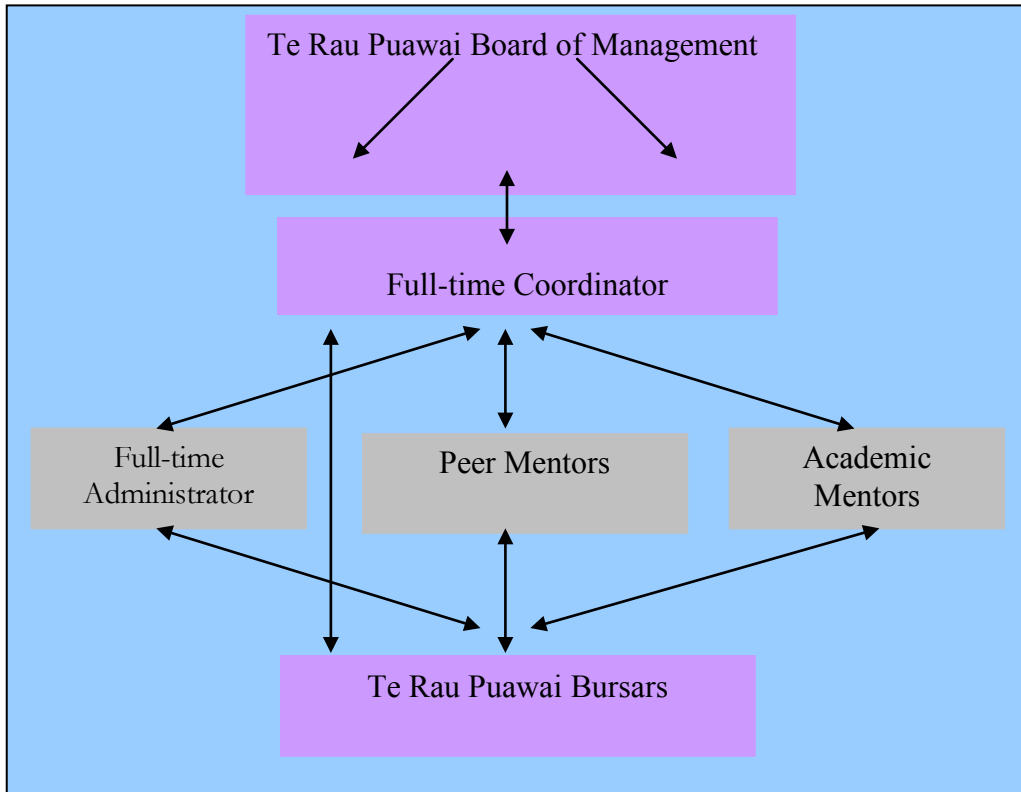 Te Rau Puawai Board of Management
Full-time Coordinator
Full-time
Administrator
Peer Mentors
Academic
Mentors
Te Rau Puawai Bursars